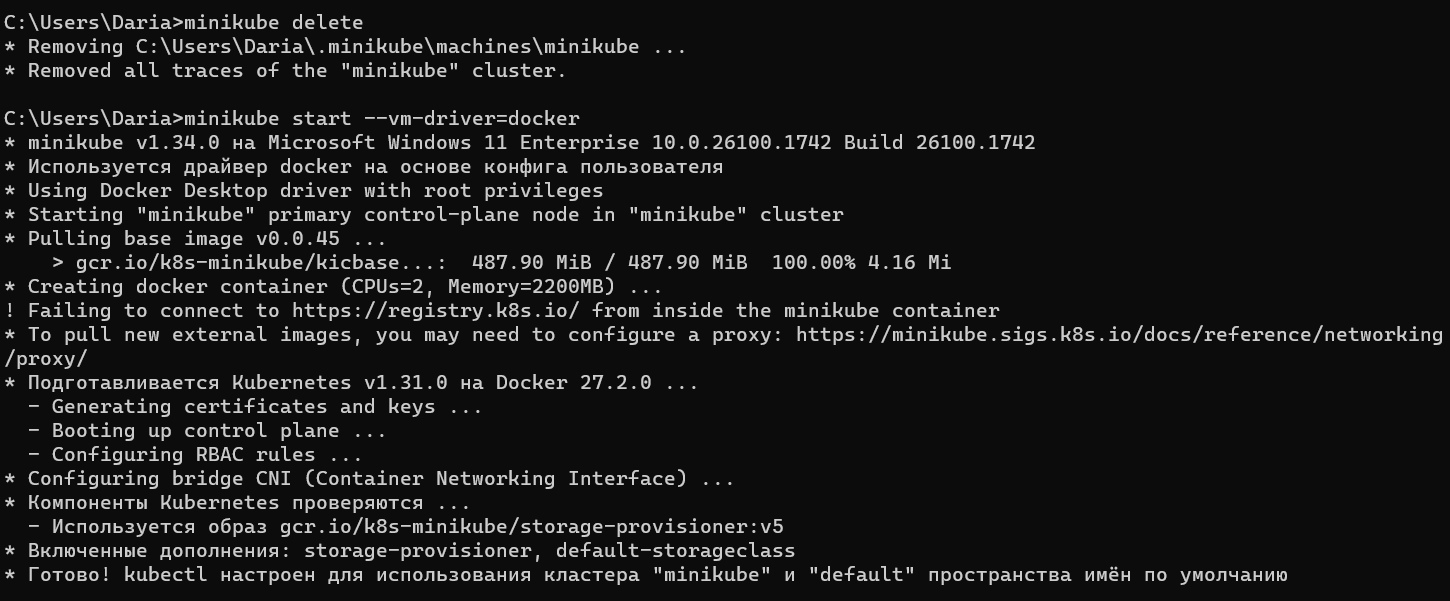 C:\Users\Daria>minikube delete
* Removing C:\Users\Daria\.minikube\machines\minikube ...
* Removed all traces of the "minikube" cluster.
C:\Users\Daria>minikube start --vm-driver=docker
* minikube v1.34.0 на Microsoft Windows 11 Enterprise 10.0.26100.1742 Build 26100.1742
* Используется драйвер docker на основе конфига пользователя
* Using Docker Desktop driver with root privileges
* Starting "minikube" primary control-plane node in "minikube" cluster
* Pulling base image v0.0.45 ...
    > gcr.io/k8s-minikube/kicbase...:  487.90 MiB / 487.90 MiB  100.00% 4.16 Mi
* Creating docker container (CPUs=2, Memory=2200MB) ...
! Failing to connect to https://registry.k8s.io/ from inside the minikube container
* To pull new external images, you may need to configure a proxy: https://minikube.sigs.k8s.io/docs/reference/networking
/proxy/
* Подготавливается Kubernetes v1.31.0 на Docker 27.2.0 ...
  - Generating certificates and keys ...
  - Booting up control plane ...
  - Configuring RBAC rules ...
* Configuring bridge CNI (Container Networking Interface) ...
* Компоненты Kubernetes проверяются ...
  - Используется образ gcr.io/k8s-minikube/storage-provisioner:v5
* Включенные дополнения: storage-provisioner, default-storageclass
* Готово! kubectl настроен для использования кластера "minikube" и "default" пространства имён по умолчанию